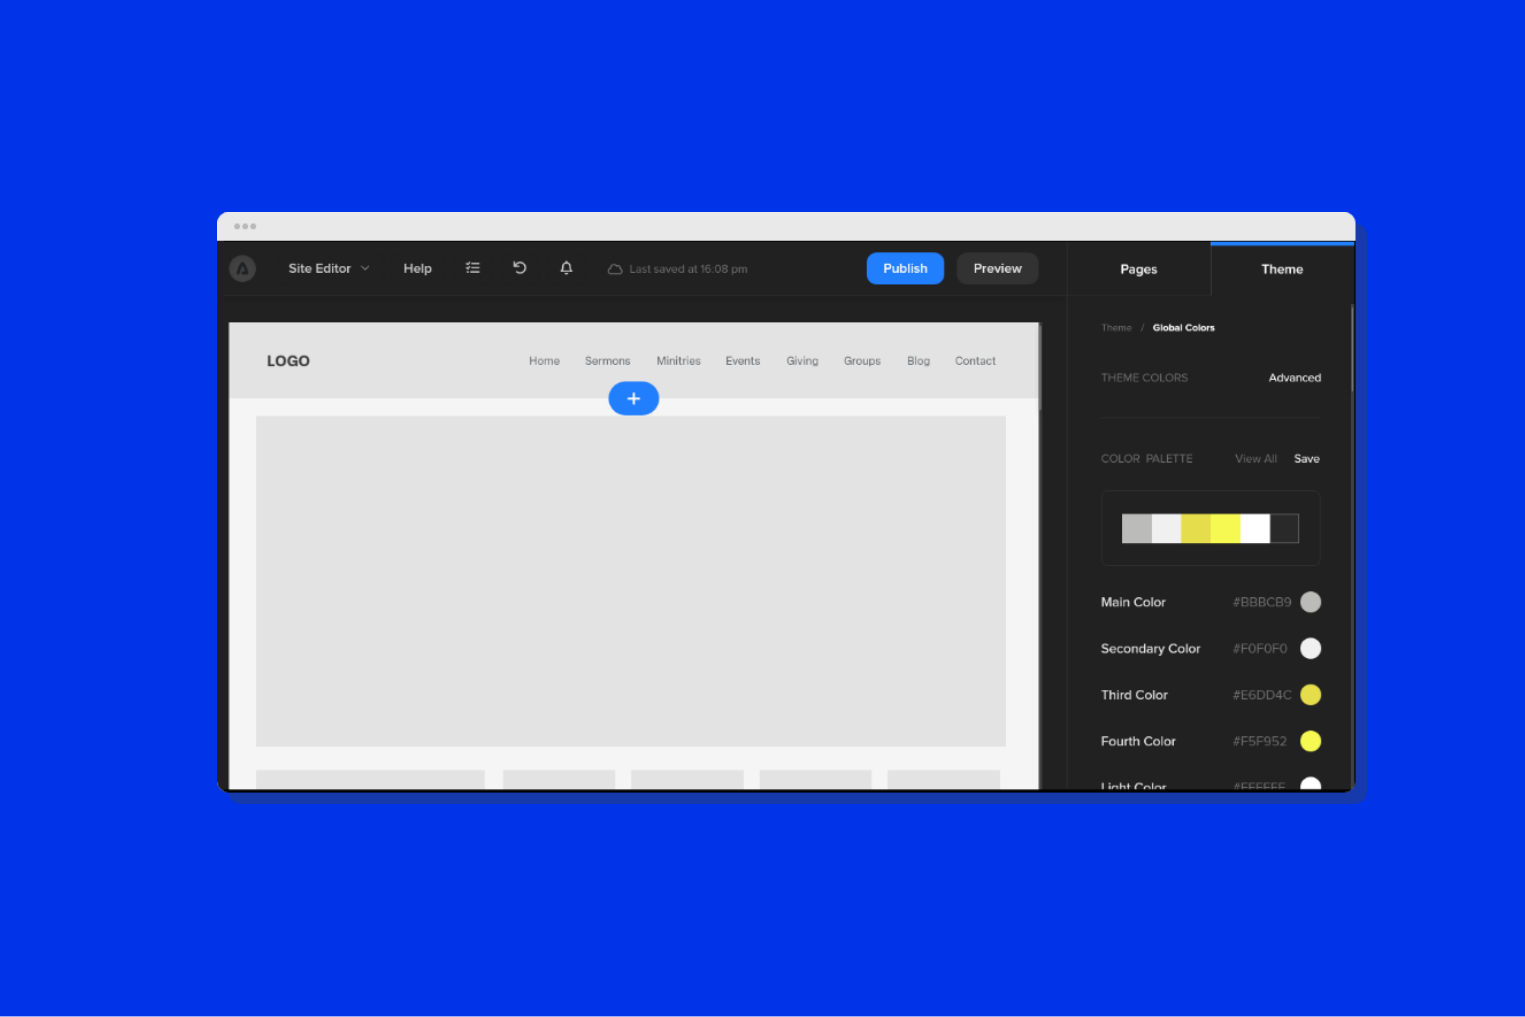 Site Editor Help Last saved at 16:08 pm Publish Preview Pages Theme
LOGO Home Sermons Minitries Events Giving Groups Blog Contact
Theme / Global Colors
THEME COLORS Advanced
COLOR PALETTE View All Save
Main Color #BBBCB9
Secondary Color #F0F0F0
Third Color #E6DD4C
Fourth Color #F5F952
Light Color #FFFFFF